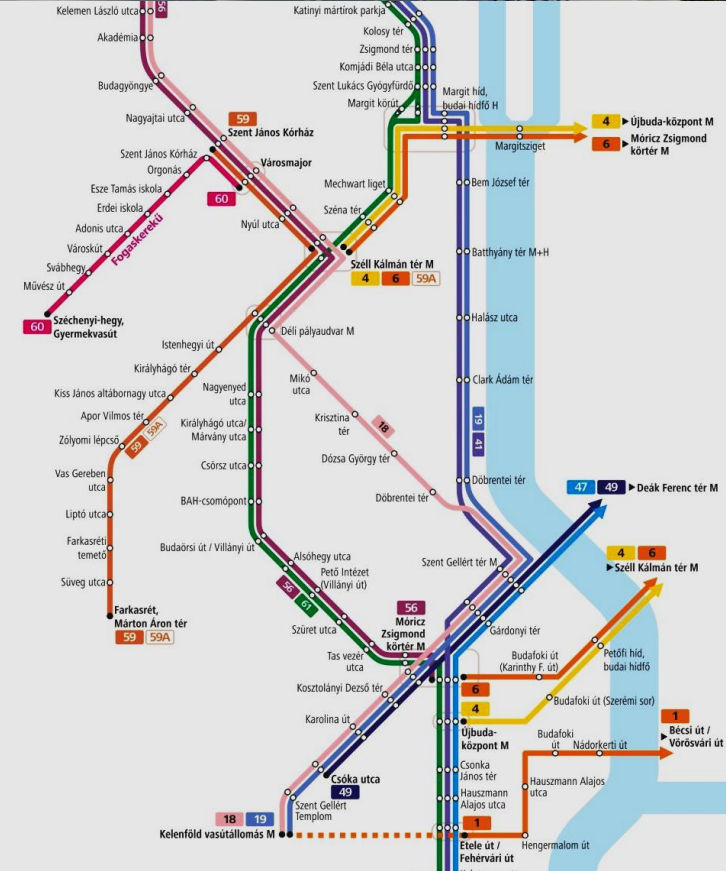 56
Kelemen László utca
Akadémia
Budagyöngye
Nagyajtai utca
59
Szent János Kórház
Szent János Kórház
Városmajor
Orgonás
Esze Tamás iskola
60
Erdei iskola
Nyúl utca
Adonis utca
Városkút
Fogaskerekű
Svábhegy
Művész út
60
Széchenyi-hegy,
Gyermekvasút
Katinyi mártírok parkja
Kolosy tér
Zsigmond tér
Komjádi Béla utca
Szent Lukács Gyógyfürdő
Margit körút
Margit híd,
budai hídfő H
4
Újbuda-központ M
6
Móricz Zsigmond
körtér M
Margitsziget
Mechwart liget
Bem József tér
Széna tér
Széll Kálmán tér M
4
6
59A
Batthyány tér M+H
Halász utca
Clark Ádám tér
Déli pályaudvar M
Istenhegyi út
Királyhágó tér
Kiss János altábornagy utca
Apor Vilmos tér
Zólyomi lépcső
59
59A
Vas Gereben
utca
Liptó utca
Farkasréti
temető
Süveg utca
Farkasrét,
Márton Áron tér
59
59A
Mikó
utca
Nagyenyed
utca
Krisztina
tér
18
Királyhágó utca/
Márvány utca
19
41
Dózsa György tér
Csörsz utca
Döbrentei tér
Döbrentei tér
BAH-csomópont
47
49
Deák Ferenc tér M
Budaörsi út / Villányi út
Alsóhegy utca
Pető Intézet
(Villányi út)
56
61
Szüret utca
Tas vezér
utca
Szent Gellért tér M
4
6
Széll Kálmán tér M
56
Móricz
Zsigmond
körtér M
Gárdonyi tér
Budafoki út
(Karinthy F. út)
Petőfi híd,
budai hídfő
6
4
Budafoki út (Szerémi sor)
Kosztolányi Dezső tér
Karolina út
Újbuda-
központ M
1
Bécsi út /
Vörösvári út
Budafoki
út
Nádorkerti út
Csonka
János tér
Csóka utca
49
Hauszmann Alajos
utca
Hauszmann
Alajos utca
Szent Gellért
Templom
18
19
Kelenföld vasútállomás M
1
Etele út /
Fehérvári út
Hengermalom út